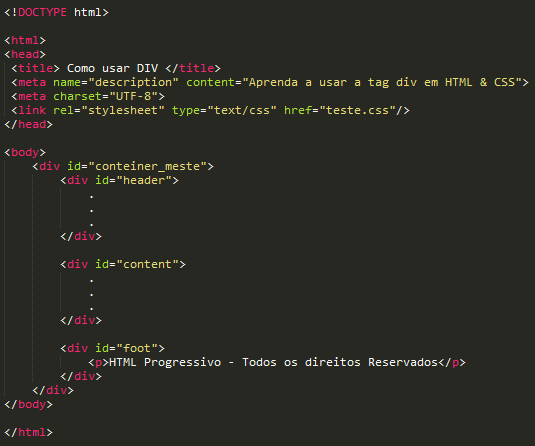 <!DOCTYPE html>
<html>
<head>
<title> Como usar DIV </title>
<meta name="description" content="Aprenda a usar a tag div em HTML & CSS">
<meta charset="UTF-8">
<link rel="stylesheet" type="text/css" href="teste.css"/>
</head>
<body>
<div id="conteiner_meste">
<div id="header">
.
.
.
</div>
<div id="content">
.
.
.
</div>
<div id="foot">
<p>HTML Progressivo - Todos os direitos Reservados</p>
</div>
</div>
</body>
</html>